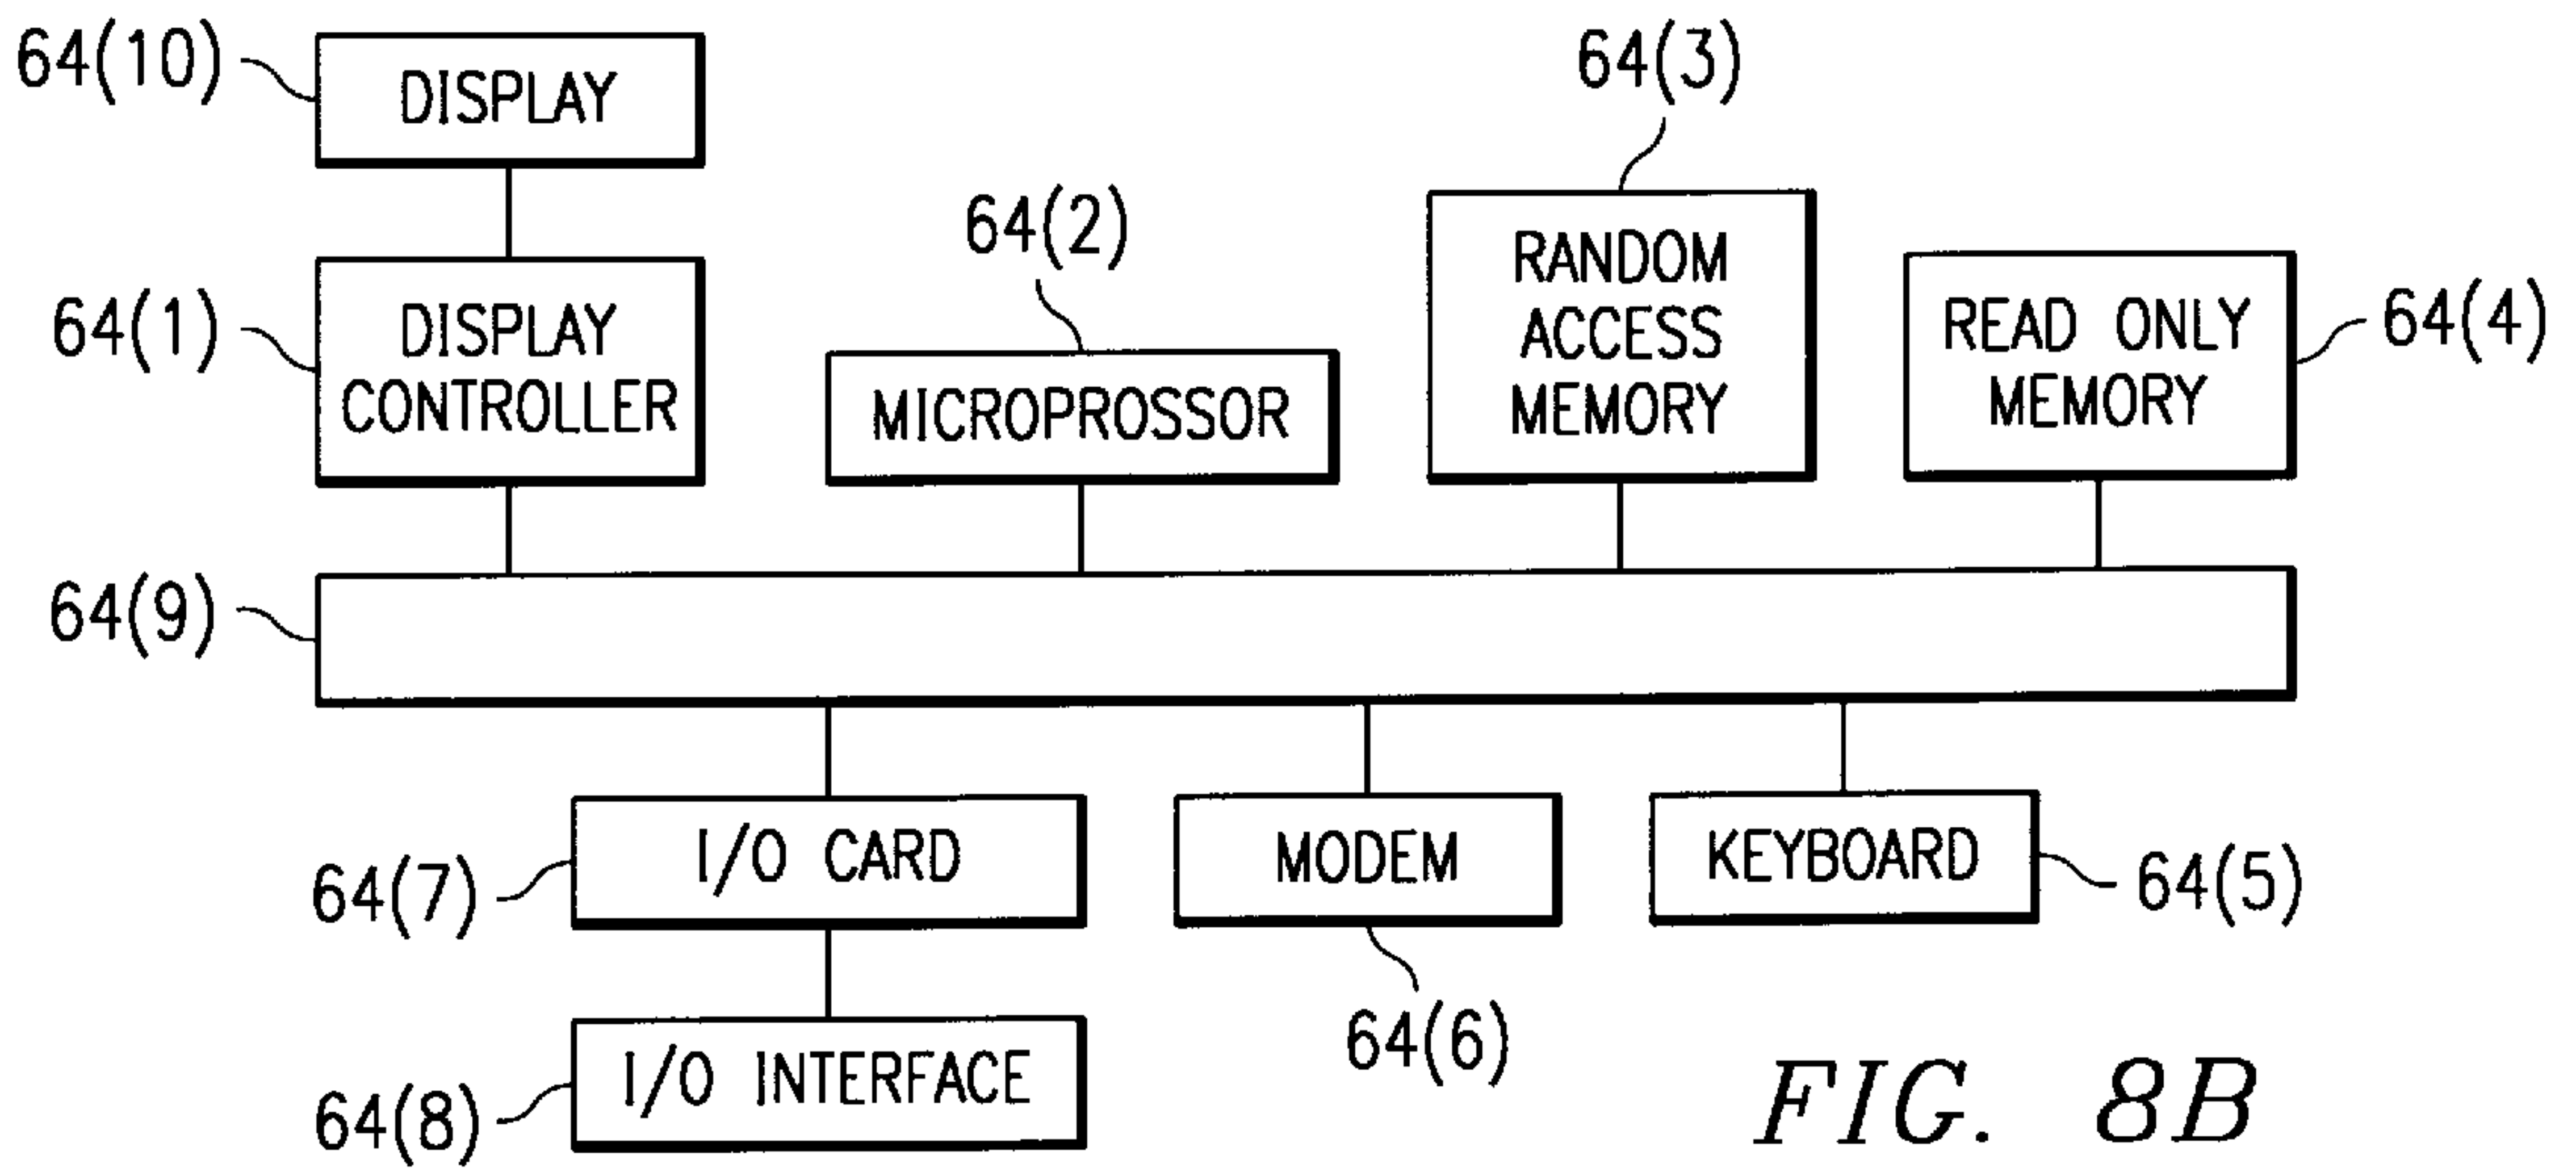 64(10)
DISPLAY
64(3)
64(2)
RANDOM
ACCESS
MEMORY
64(1)
DISPLAY
CONTROLLER
READ ONLY
MEMORY
64(4)
MICROPROSSOR
64(9)
64(7)
I/O CARD
MODEM
KEYBOARD
64(5)
64(6)
64(8)
I/O INTERFACE
FIG. 8B